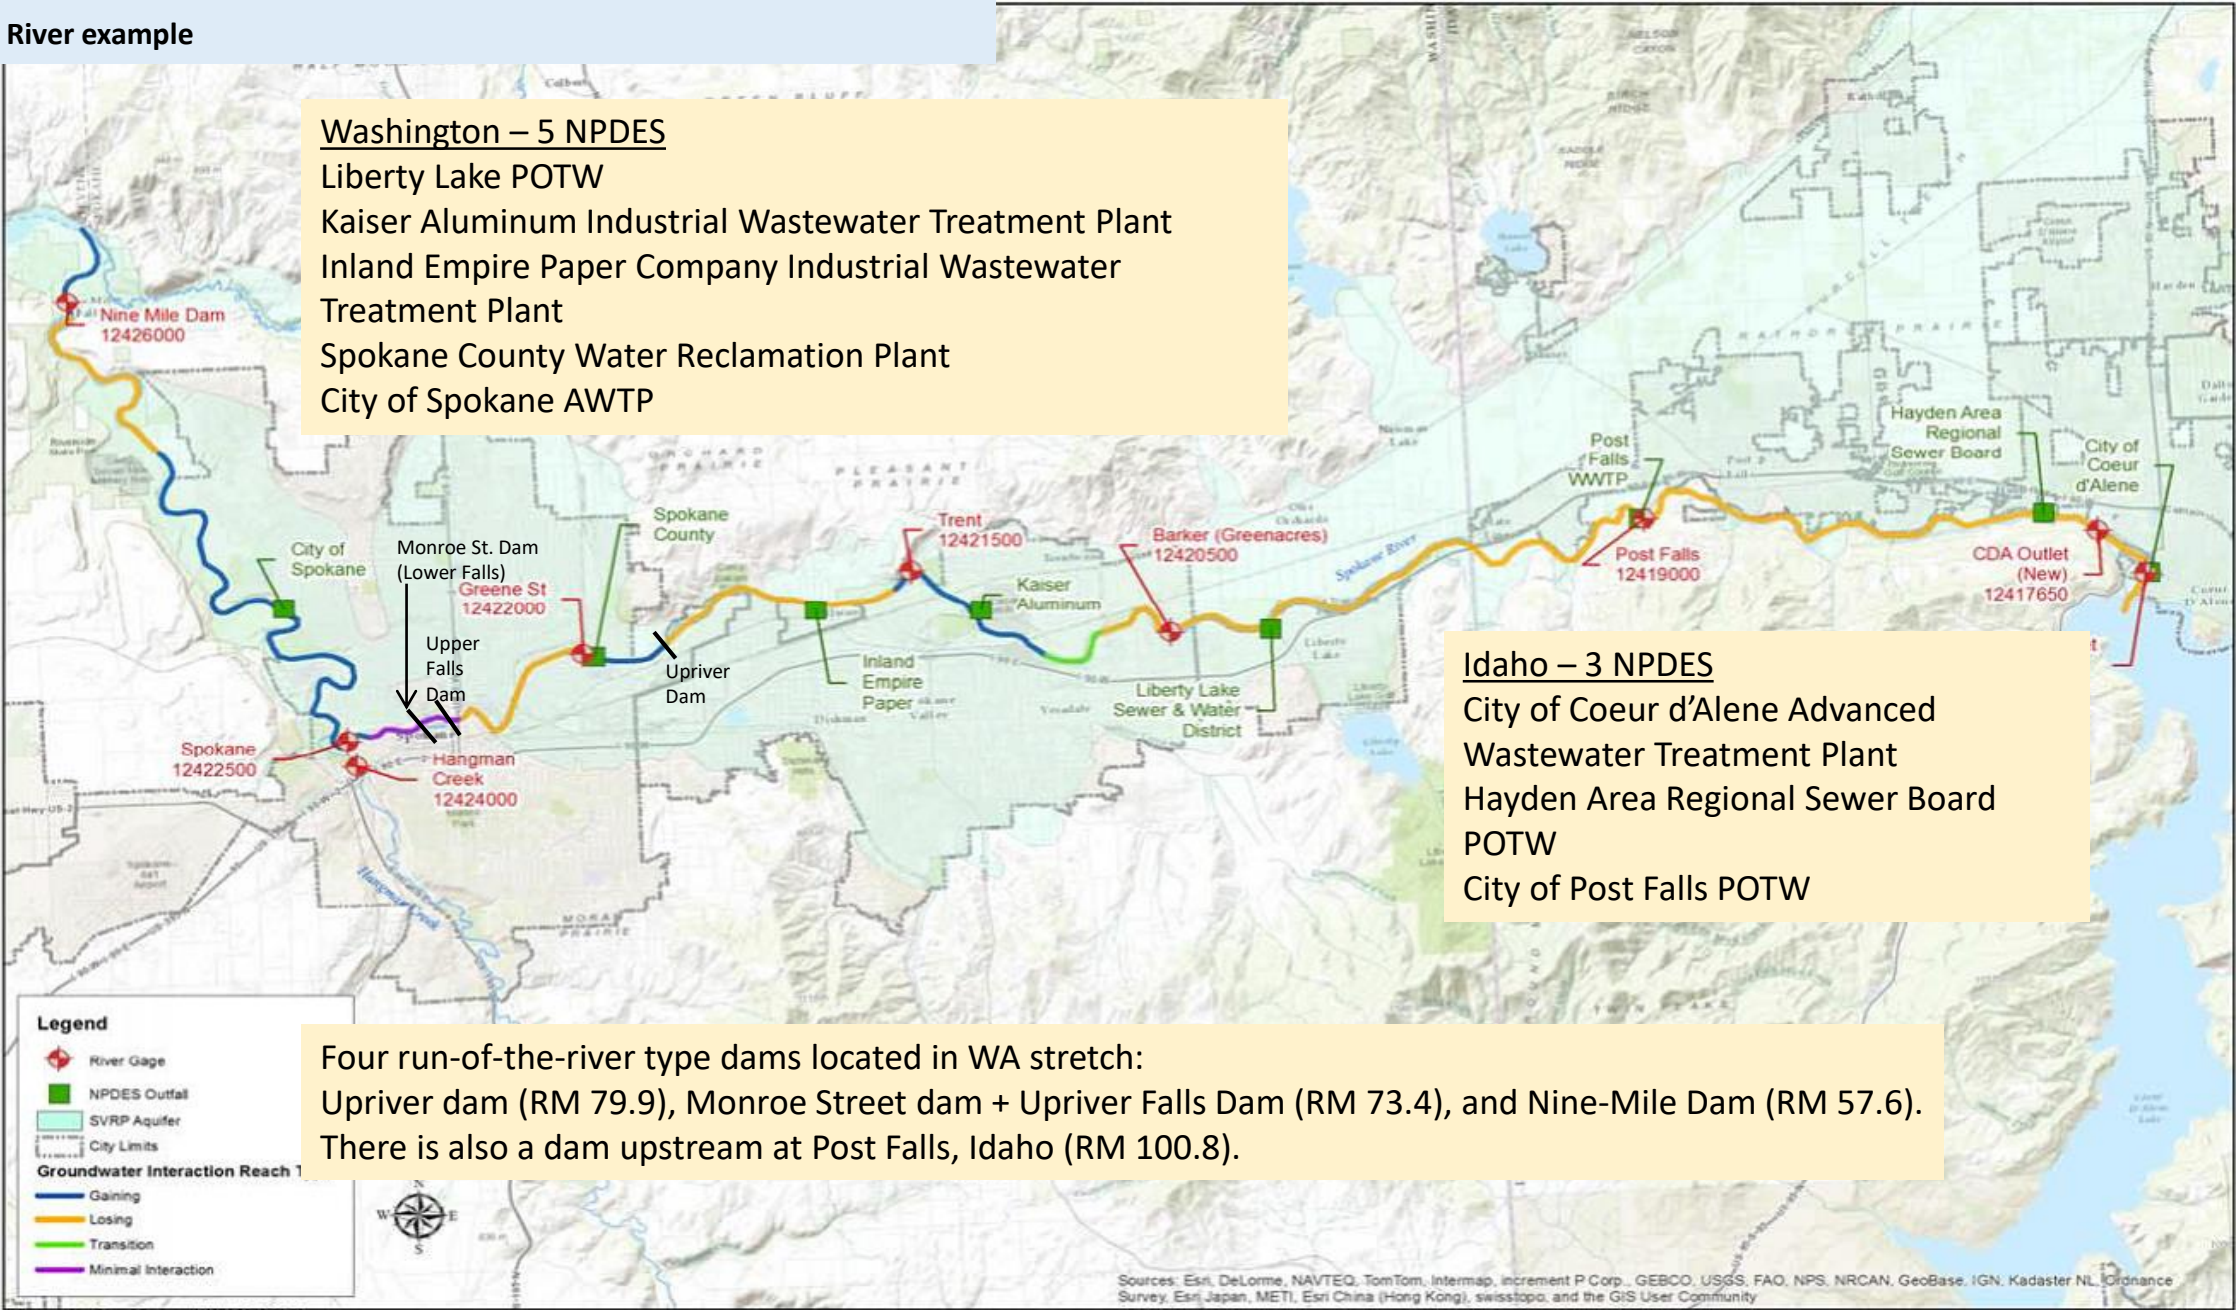 River example
Washington – 5 NPDES
Liberty Lake POTW
Kaiser Aluminum Industrial Wastewater Treatment Plant
Inland Empire Paper Company Industrial Wastewater
Treatment Plant
Spokane County Water Reclamation Plant
City of Spokane AWTP
Nine Mile Dam
12426000
City of
Spokane
Monroe St. Dam
(Lower Falls)
Greene St
12422000
Upper
Falls
Dam
Spokane
County
Upriver
Dam
Trent
12421500
Kaiser
Aluminum
Inland
Empire
Paper
Barker (Greenacres)
12420500
Liberty Lake
Sewer & Water
District
Spokane River
Post
Falls
WWTP
Post Falls
12419000
Hayden Area
Regional
Sewer Board
City of
Coeur
d'Alene
CDA Outlet
(New)
12417650
Spokane
12422500
Hangman
Creek
12424000
Hangman Creek
MORAN
PRAIRIE
ORCHARD
PRAIRIE
PLEASANT
PRAIRIE
Idaho – 3 NPDES
City of Coeur d’Alene Advanced
Wastewater Treatment Plant
Hayden Area Regional Sewer Board
POTW
City of Post Falls POTW
Legend
River Gage
NPDES Outfall
SVRP Aquifer
City Limits
Groundwater Interaction Reach T
Gaining
Losing
Transition
Minimal Interaction
N
W E
S
Four run-of-the-river type dams located in WA stretch:
Upriver dam (RM 79.9), Monroe Street dam + Upriver Falls Dam (RM 73.4), and Nine-Mile Dam (RM 57.6).
There is also a dam upstream at Post Falls, Idaho (RM 100.8).
Sources: Esri, DeLorme, NAVTEQ, TomTom, Intermap, increment P Corp., GEBCO, USGS, FAO, NPS, NRCAN, GeoBase, IGN, Kadaster NL, Ordnance
Survey, Esri Japan, METI, Esri China (Hong Kong), swisstopo, and the GIS User Community